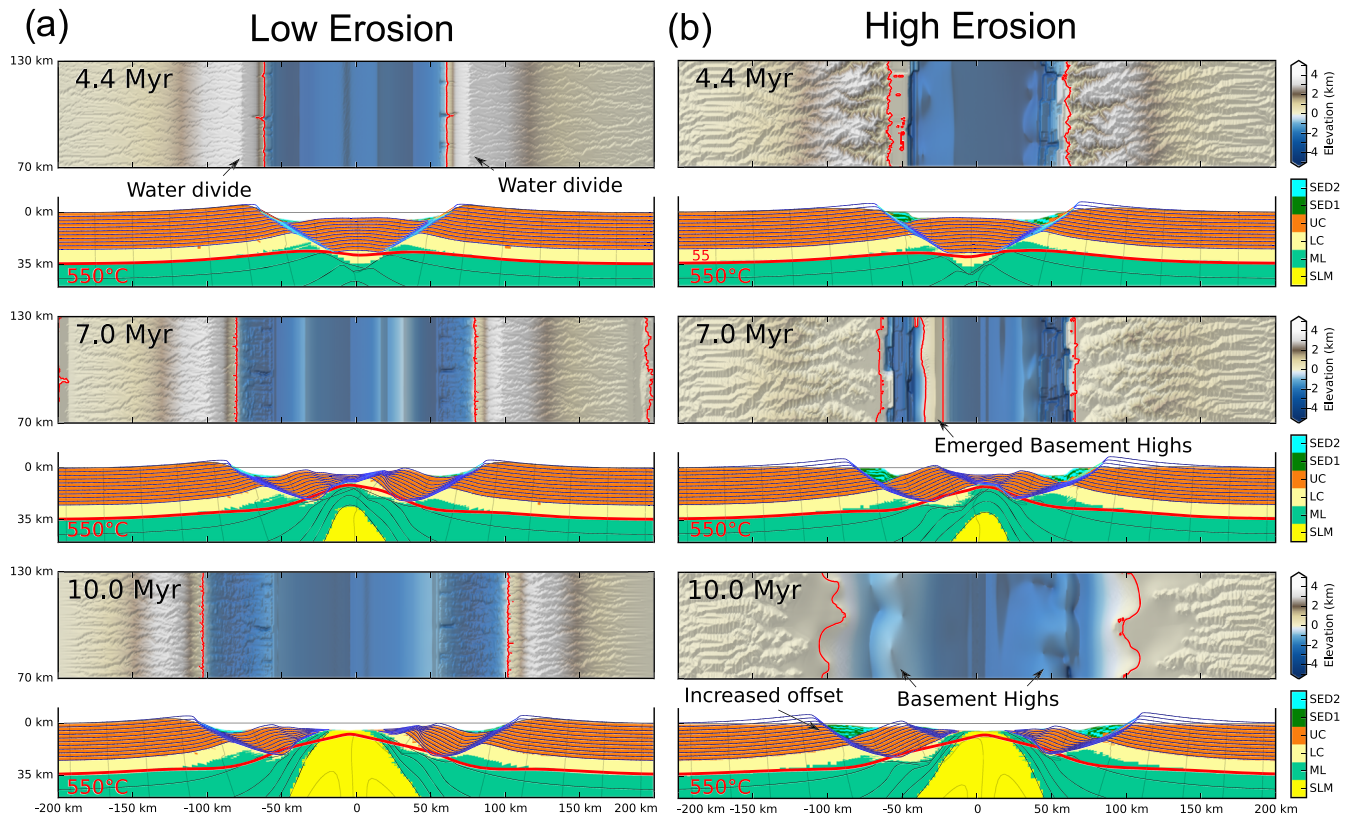 (a) Low Erosion
(b) High Erosion
130 km
4.4 Myr
70 km
Water divide
Water divide
0 km
35 km
550°C
4.4 Myr
4
2
0
2
4
Elevation (km)
55
SED2
SED1
UC
LC
ML
SLM
130 km
7.0 Myr
70 km
0 km
35 km
550°C
7.0 Myr
4
2
0
2
4
Elevation (km)
Emerged Basement Highs
SED2
SED1
UC
LC
ML
SLM
130 km
10.0 Myr
70 km
0 km
35 km
550°C
-200 km -150 km -100 km -50 km 0 50 km 100 km 150 km 200 km
10.0 Myr
4
2
0
2
4
Elevation (km)
Increased offset
Basement Highs
SED2
SED1
UC
LC
ML
SLM
-200 km -150 km -100 km -50 km 0 50 km 100 km 150 km 200 km